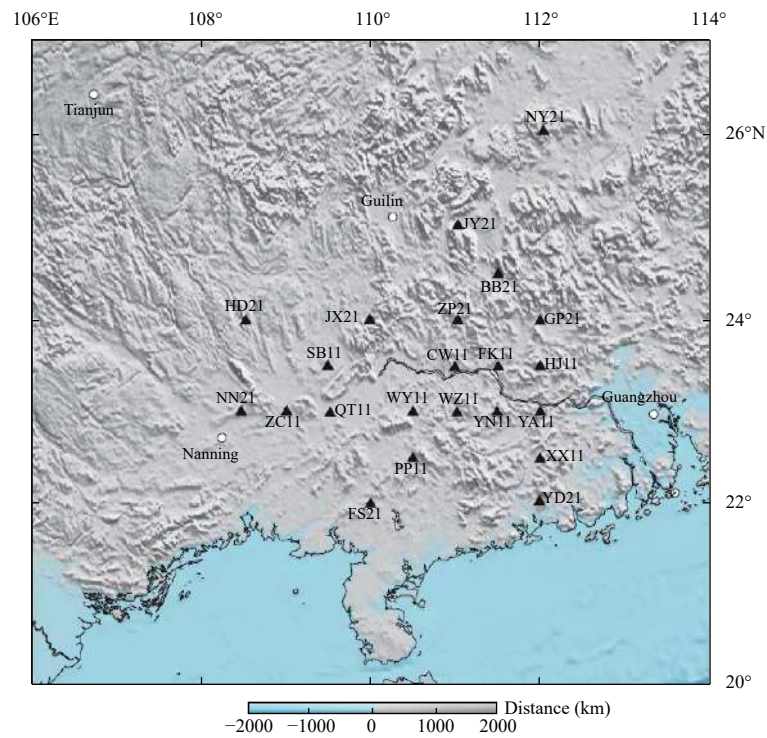 106°E 108° 110° 112° 114°
Tianjun
NY21
26°N
Guilin
JY21
BB21
HD21 JX21 ZP21 GP21
24°
SB11 CW11 FK11 HJ11
NN21 ZC11 QT11 WY11 WZ11 YN11 YA11 Guangzhou
Nanning
PP11 XX11
FS21 YD21
22°
20°
Distance (km)
−2000 −1000 0 1000 2000